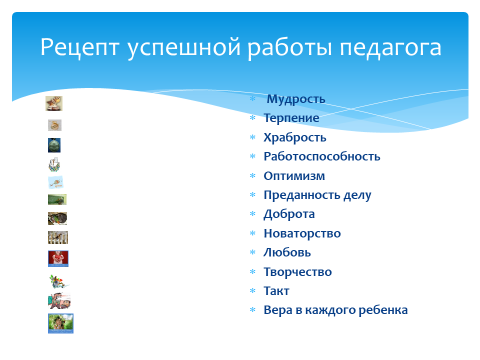 Рецепт успешной работы педагога
Мудрость
Терпение
Храбрость
Работоспособность
Оптимизм
Преданность делу
Доброта
Новаторство
Любовь
Творчество
Такт
Вера в каждого ребенка